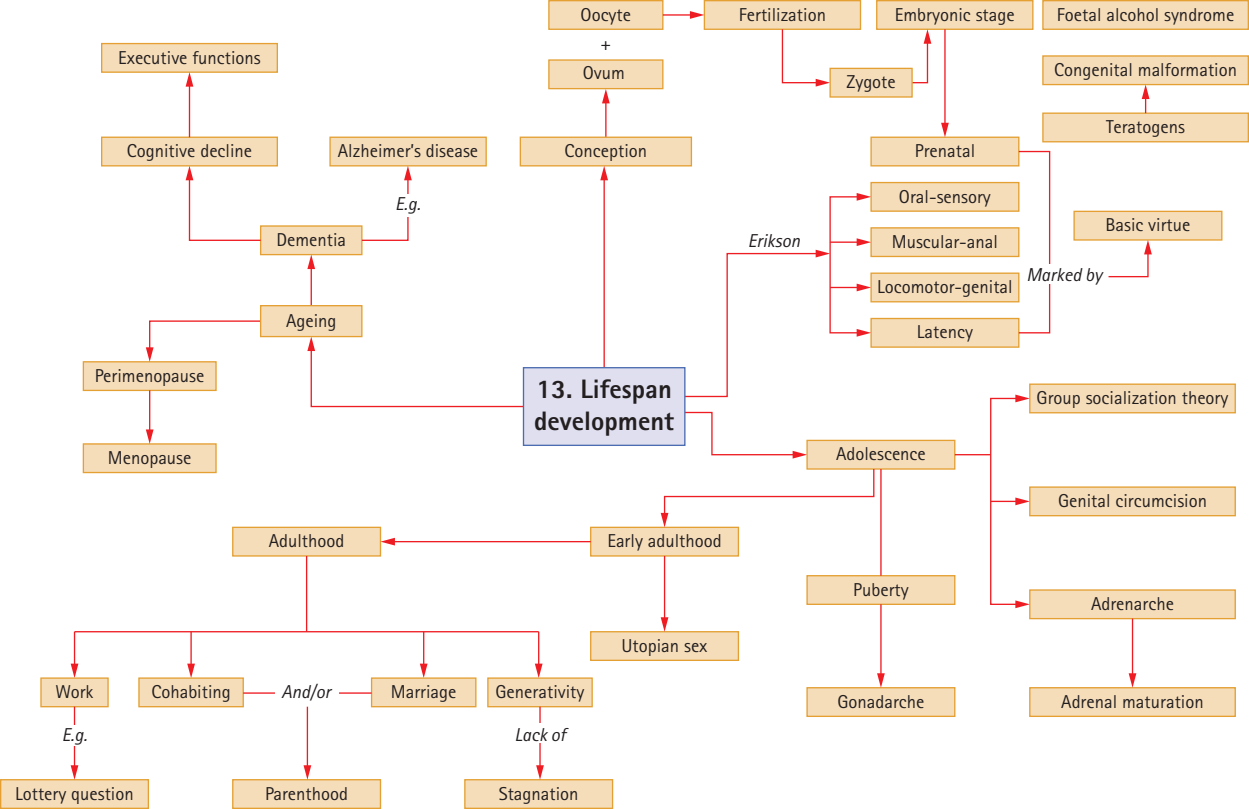 Oocyte
Fertilization
Embryonic stage
Foetal alcohol syndrome
+
Executive functions
Ovum
Zygote
Congenital malformation
Teratogens
Cognitive decline
Alzheimer's disease
Conception
Prenatal
E.g.
Oral-sensory
Dementia
Erikson
Muscular-anal
Basic virtue
Marked by
Locomotor-genital
Ageing
Latency
Perimenopause
13. Lifespan
development
Group socialization theory
Menopause
Adolescence
Genital circumcision
Adulthood
Early adulthood
Puberty
Adrenarche
Utopian sex
Work
Cohabiting
And/or
Marriage
Generativity
Gonadarche
Adrenal maturation
E.g.
Lack of
Lottery question
Parenthood
Stagnation